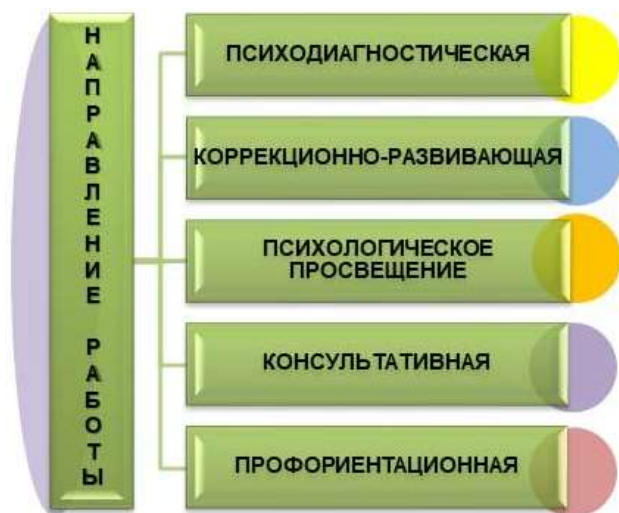 НАПРАВЛЕНИЕ РАБОТЫ
ПСИХОДИАГНОСТИЧЕСКАЯ
КОРРЕКЦИОННО-РАЗВИВАЮЩАЯ
ПСИХОЛОГИЧЕСКОЕ
ПРОСВЕЩЕНИЕ
КОНСУЛЬТАТИВНАЯ
ПРОФОРИЕНТАЦИОННАЯ